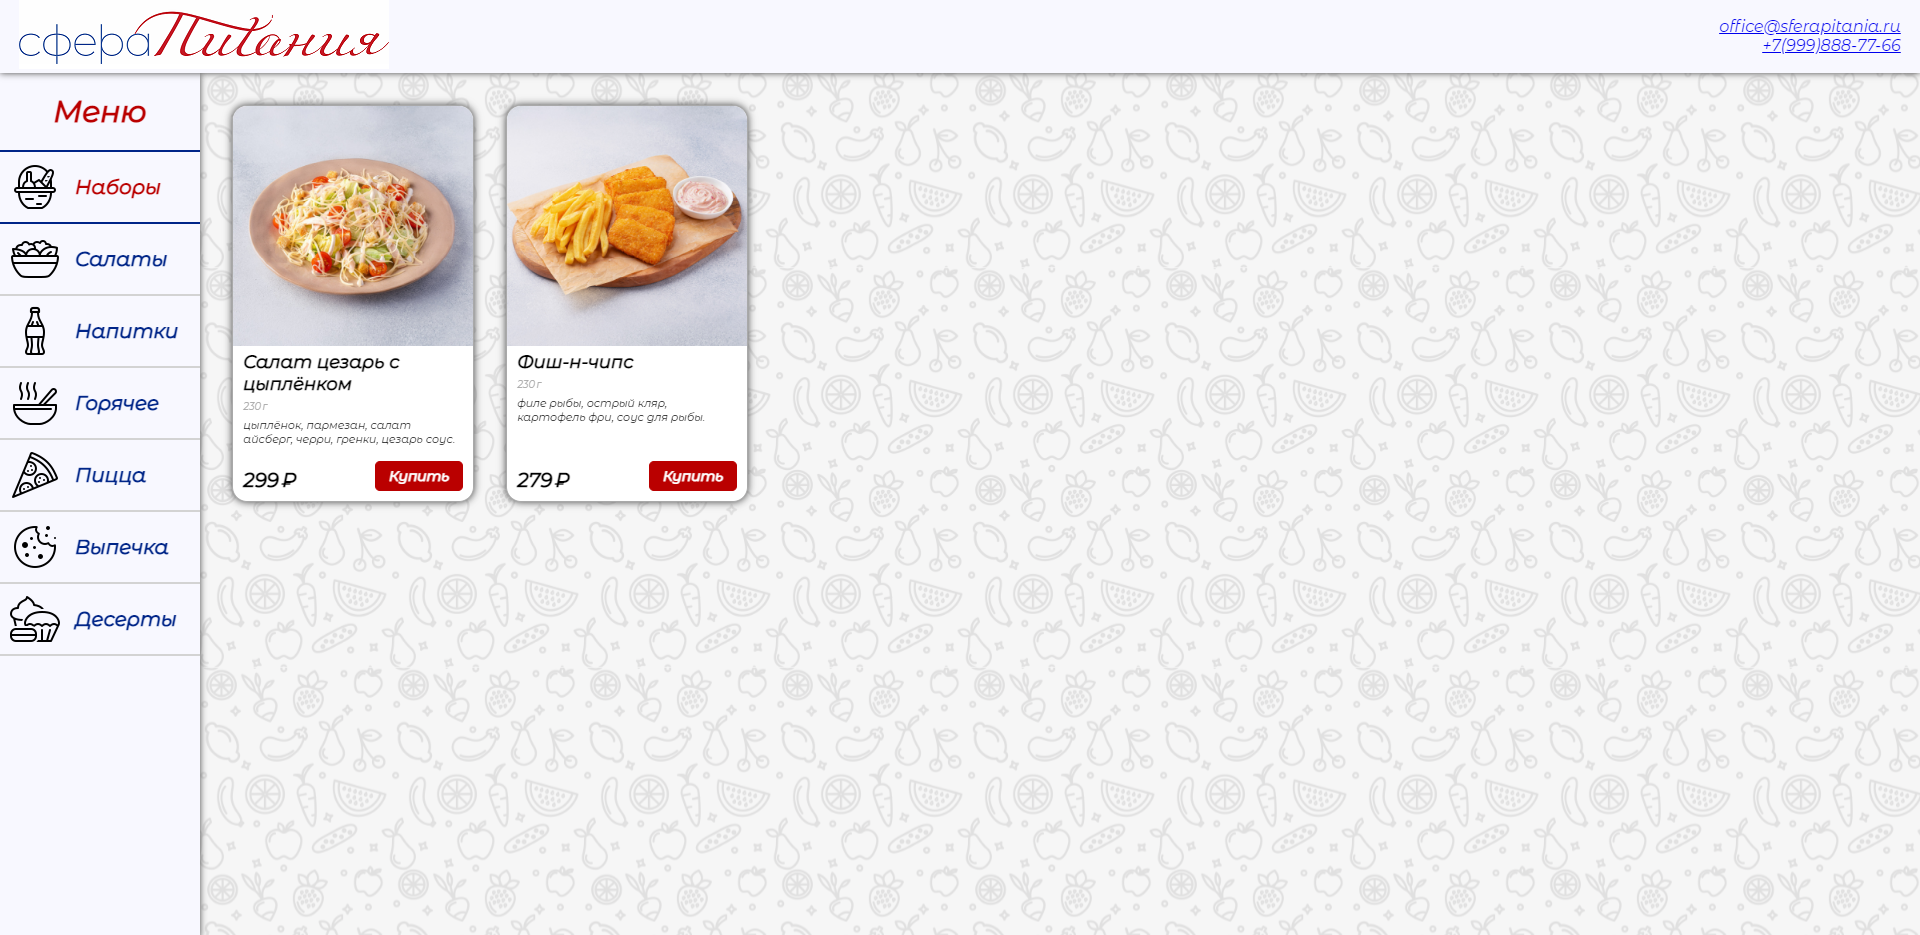 сфера Питания
office@sferapitania.ru
+7(999)888-77-66
Меню
Наборы
Салаты
Напитки
Горячее
Пицца
Выпечка
Десерты
Салат цезарь с
цыплёнком
230 г
цыплёнок, пармезан, салат
айсберг, черри, гренки, цезарь соус.
299 ₽
Купить
Фиш-н-чипс
230 г
филе рыбы, острый кляр,
картофель фри, соус для рыбы.
279 ₽
Купить